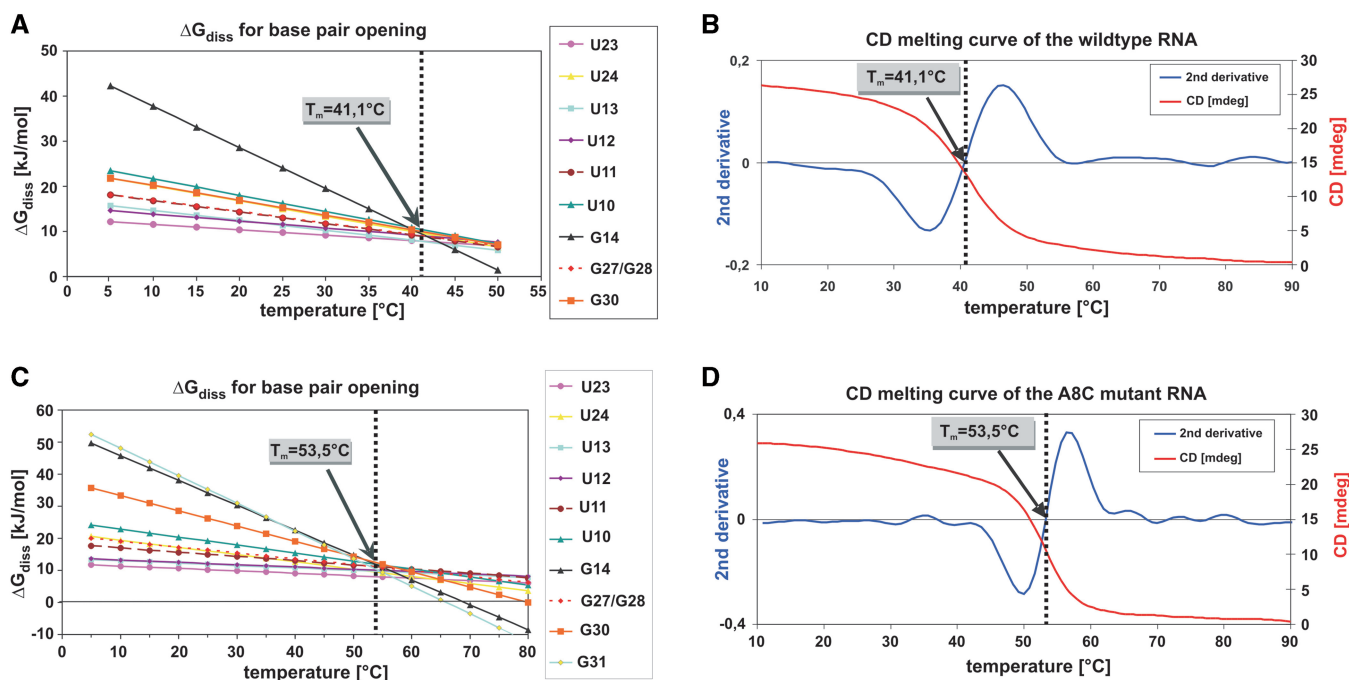 A
ΔGdiss for base pair opening
ΔGdiss [kJ/mol]
50
40
30
20
10
0
Tm=41,1°C
0 5 10 15 20 25 30 35 40 45 50 55
temperature [°C]
U23
U24
U13
U12
U11
U10
G14
G27/G28
G30
B
CD melting curve of the wildtype RNA
2nd derivative
0,2
0
-0,2
Tm=41,1°C
2nd derivative
CD [mdeg]
30
25
20
15
10
5
0
CD [mdeg]
10 20 30 40 50 60 70 80 90
temperature [°C]
C
ΔGdiss for base pair opening
ΔGdiss [kJ/mol]
60
50
40
30
20
10
0
-10
Tm=53,5°C
0 10 20 30 40 50 60 70 80
temperature [°C]
U23
U24
U13
U12
U11
U10
G14
G27/G28
G30
G31
D
CD melting curve of the A8C mutant RNA
2nd derivative
0,4
0
-0,4
Tm=53,5°C
2nd derivative
CD [mdeg]
30
25
20
15
10
5
0
CD [mdeg]
10 20 30 40 50 60 70 80 90
temperature [°C]